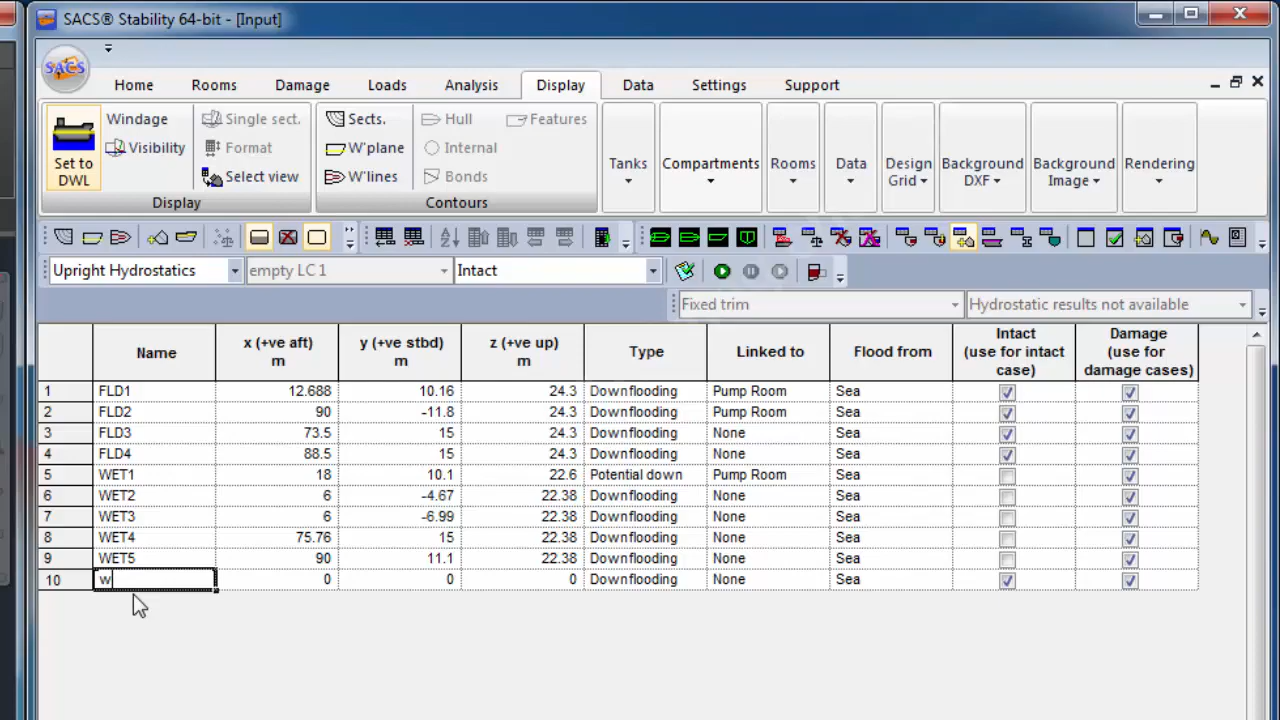 SACS® Stability 64-bit - [Input]
SACS
Home Rooms Damage Loads Analysis Display Data Settings Support
Set to DWL
Windage
Visibility
Single sect.
Format
Select view
Display
Sects.
W'plane
W'lines
Hull
Internal
Bonds
Features
Contours
Tanks
Compartments
Rooms
Data
Design Grid
Background DXF
Background Image
Rendering
Upright Hydrostatics empty LC 1 Intact
Fixed trim Hydrostatic results not available
Name x (+ve aft) m y (+ve stbd) m z (+ve up) m Type Linked to Flood from Intact (use for intact case) Damage (use for damage cases)
1 FLD1 12.688 10.16 24.3 Downflooding Pump Room Sea
2 FLD2 90 -11.8 24.3 Downflooding Pump Room Sea
3 FLD3 73.5 15 24.3 Downflooding None Sea
4 FLD4 88.5 15 24.3 Downflooding None Sea
5 WET1 18 10.1 22.6 Potential down Pump Room Sea
6 WET2 6 -4.67 22.38 Downflooding None Sea
7 WET3 6 -6.99 22.38 Downflooding None Sea
8 WET4 75.76 15 22.38 Downflooding None Sea
9 WET5 90 11.1 22.38 Downflooding None Sea
10 w 0 0 0 Downflooding None Sea